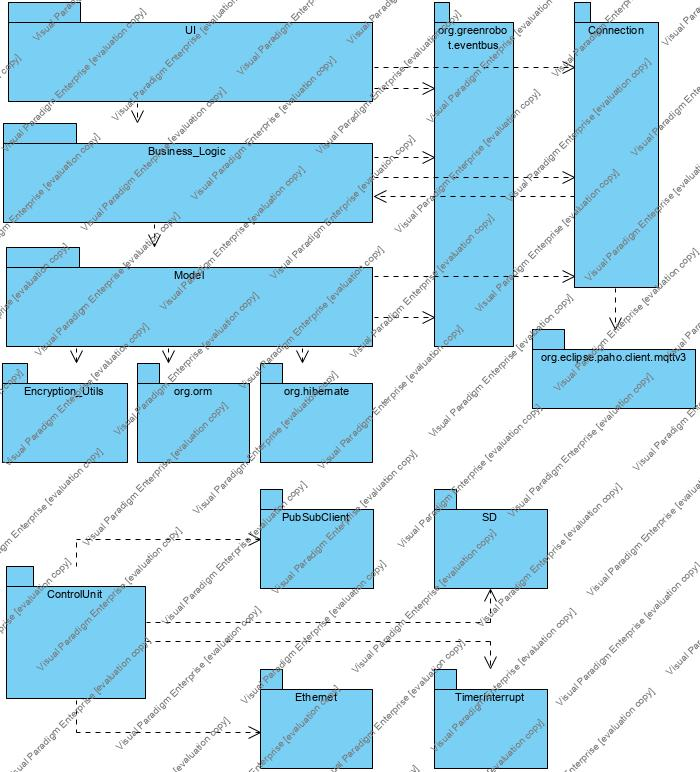 UI
org.greenrobo
t.eventbus
Connection
Business_Logic
Model
org.eclipse.paho.client.mqttv3
Encryption_Utils
org.orm
org.hibernate
PubSubClient
SD
ControlUnit
Ethernet
TimerInterrupt
Visual Paradigm Enterprise [evaluation copy]